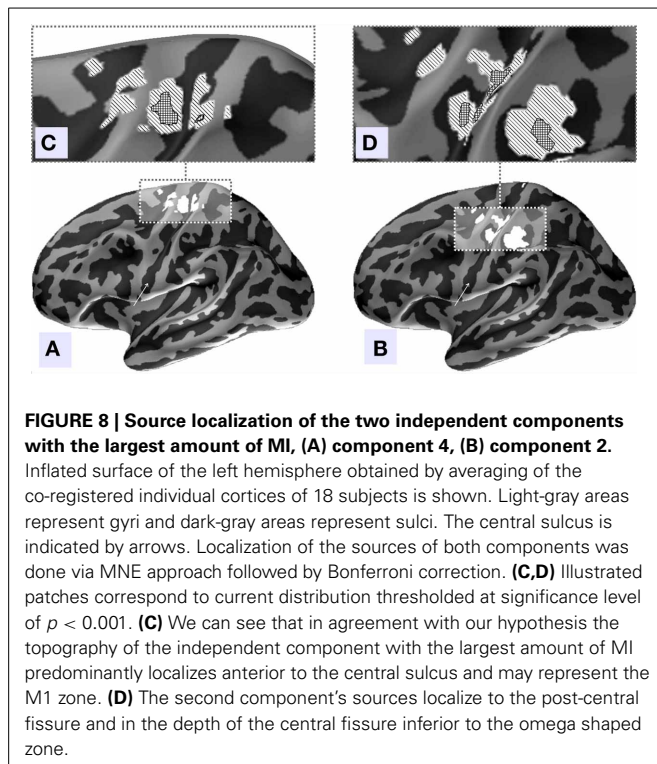 C
D
A
B
FIGURE 8 | Source localization of the two independent components
with the largest amount of MI, (A) component 4, (B) component 2.
Inflated surface of the left hemisphere obtained by averaging of the
co-registered individual cortices of 18 subjects is shown. Light-gray areas
represent gyri and dark-gray areas represent sulci. The central sulcus is
indicated by arrows. Localization of the sources of both components was
done via MNE approach followed by Bonferroni correction. (C,D) Illustrated
patches correspond to current distribution thresholded at significance level
of p < 0.001. (C) We can see that in agreement with our hypothesis the
topography of the independent component with the largest amount of MI
predominantly localizes anterior to the central sulcus and may represent the
M1 zone. (D) The second component's sources localize to the post-central
fissure and in the depth of the central fissure inferior to the omega shaped
zone.